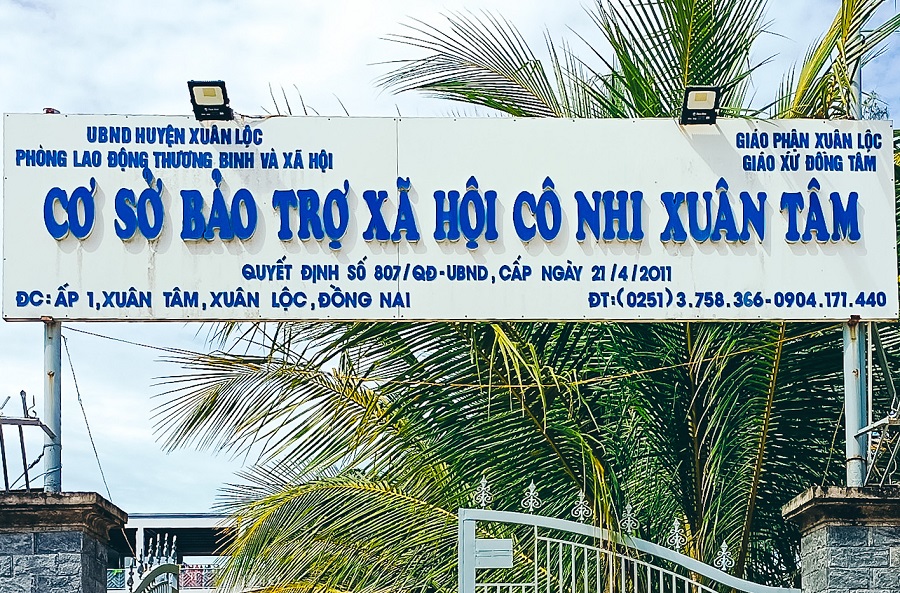 UBND HUYỆN XUÂN LỘC
PHÒNG LAO ĐỘNG THƯƠNG BINH VÀ XÃ HỘI
GIÁO PHẬN XUÂN LỘC
GIÁO XỨ ĐỒNG TÂM
CƠ SỞ BẢO TRỢ XÃ HỘI CÔ NHI XUÂN TÂM
QUYẾT ĐỊNH SỐ 807/QĐ-UBND, CẤP NGÀY 21/4/2011
ĐC: ẤP 1, XUÂN TÂM, XUÂN LỘC, ĐỒNG NAI
ĐT: (0251) 3.758.366-0904.171.440